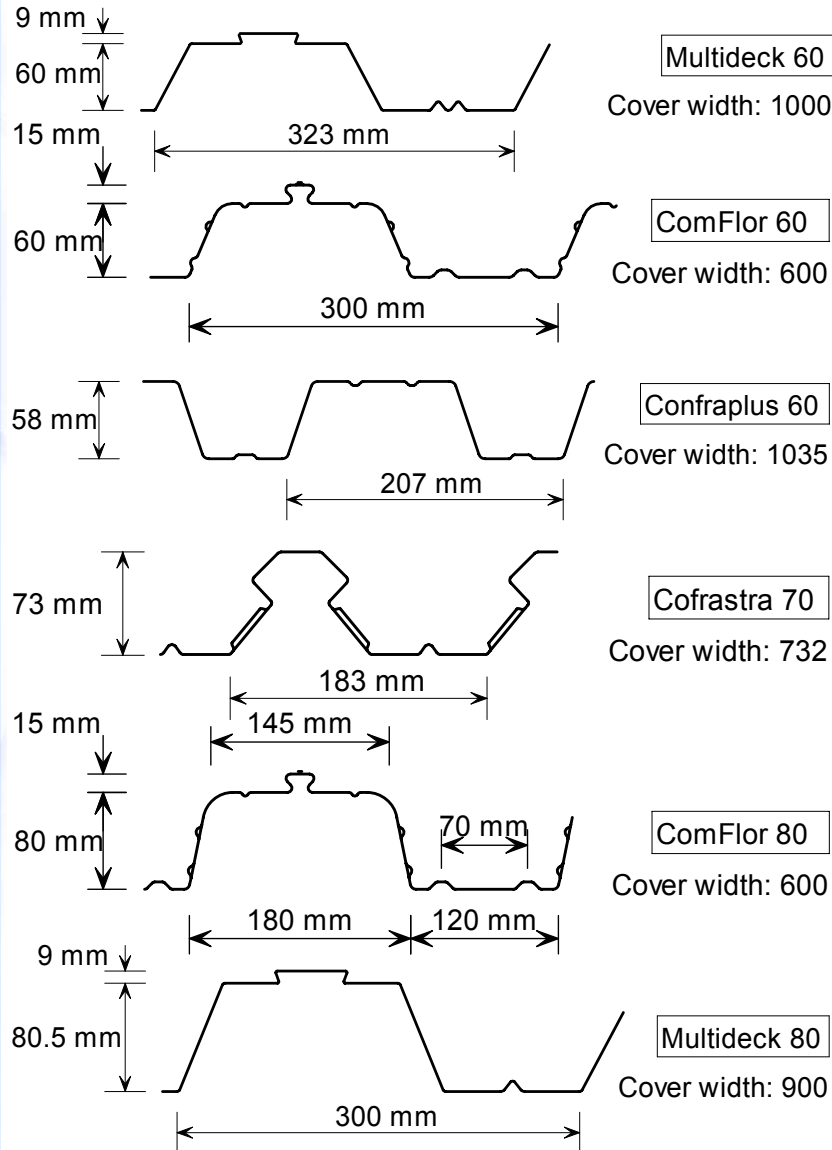 9 mm
60 mm
Multideck 60
Cover width: 1000
323 mm
15 mm
60 mm
ComFlor 60
Cover width: 600
300 mm
58 mm
Confraplus 60
Cover width: 1035
207 mm
73 mm
Cofrastra 70
Cover width: 732
183 mm
15 mm
145 mm
80 mm
70 mm
ComFlor 80
Cover width: 600
180 mm
120 mm
9 mm
80.5 mm
Multideck 80
Cover width: 900
300 mm